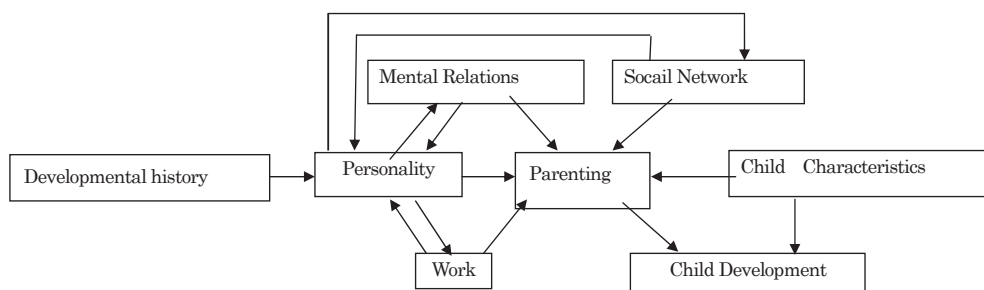 Mental Relations
Socail Network
Developmental history
Personality
Parenting
Child Characteristics
Work
Child Development